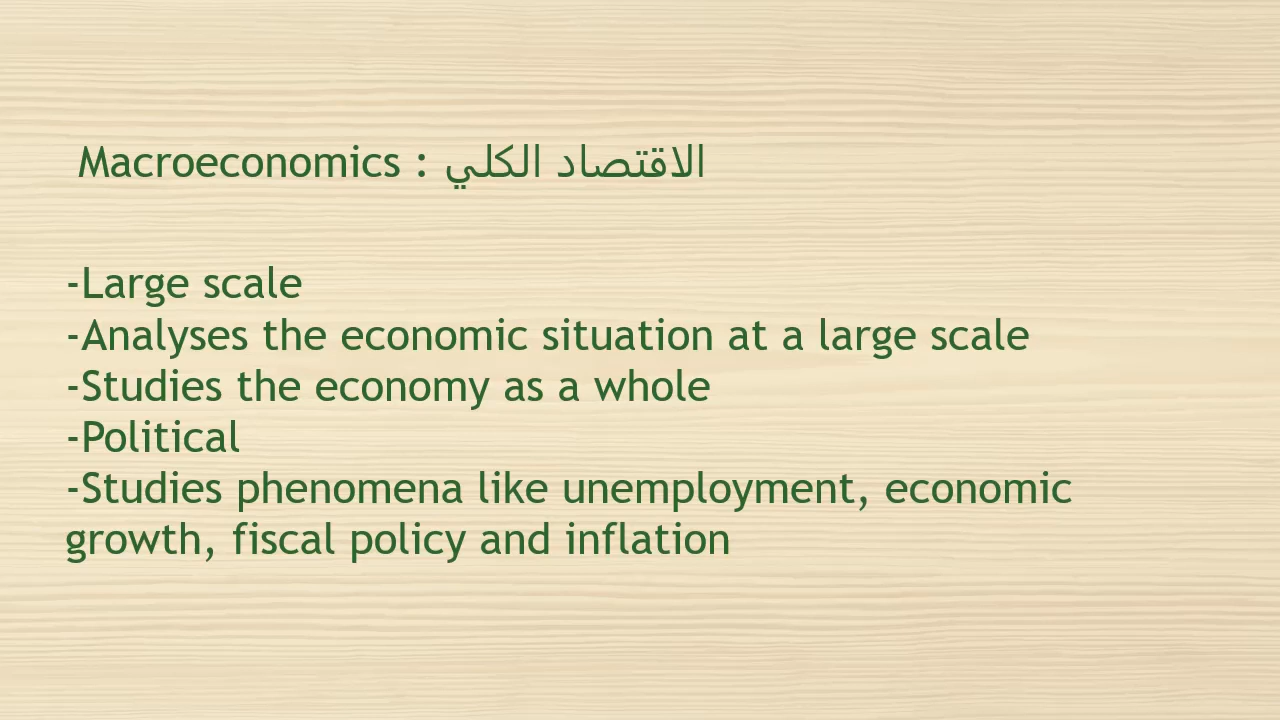 Macroeconomics : الاقتصاد الكلي
-Large scale
-Analyses the economic situation at a large scale
-Studies the economy as a whole
-Political
-Studies phenomena like unemployment, economic
growth, fiscal policy and inflation